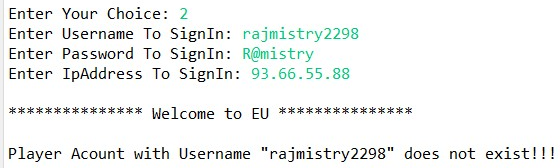 Enter Your Choice: 2
Enter Username To SignIn: rajmistry2298
Enter Password To SignIn: R@mistry
Enter IpAddress To SignIn: 93.66.55.88
*************** Welcome to EU ***************
Player Acount with Username "rajmistry2298" does not exist!!!